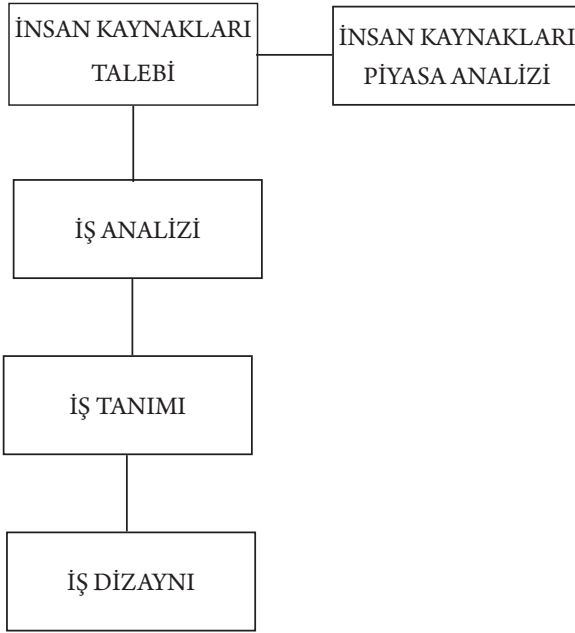 İNSAN KAYNAKLARI
TALEBİ
İNSAN KAYNAKLARI
PİYASA ANALİZİ
İŞ ANALİZİ
İŞ TANIMI
İŞ DİZAYNI